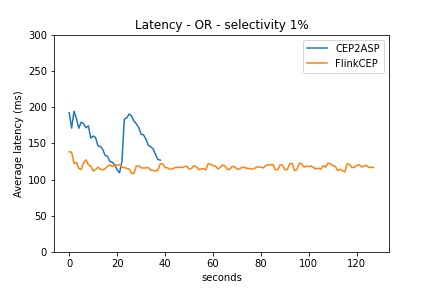 Latency - OR - selectivity 1%
CEP2ASP
FlinkCEP
Average latency (ms)
300
250
200
150
100
50
0
0 20 40 60 80 100 120
seconds